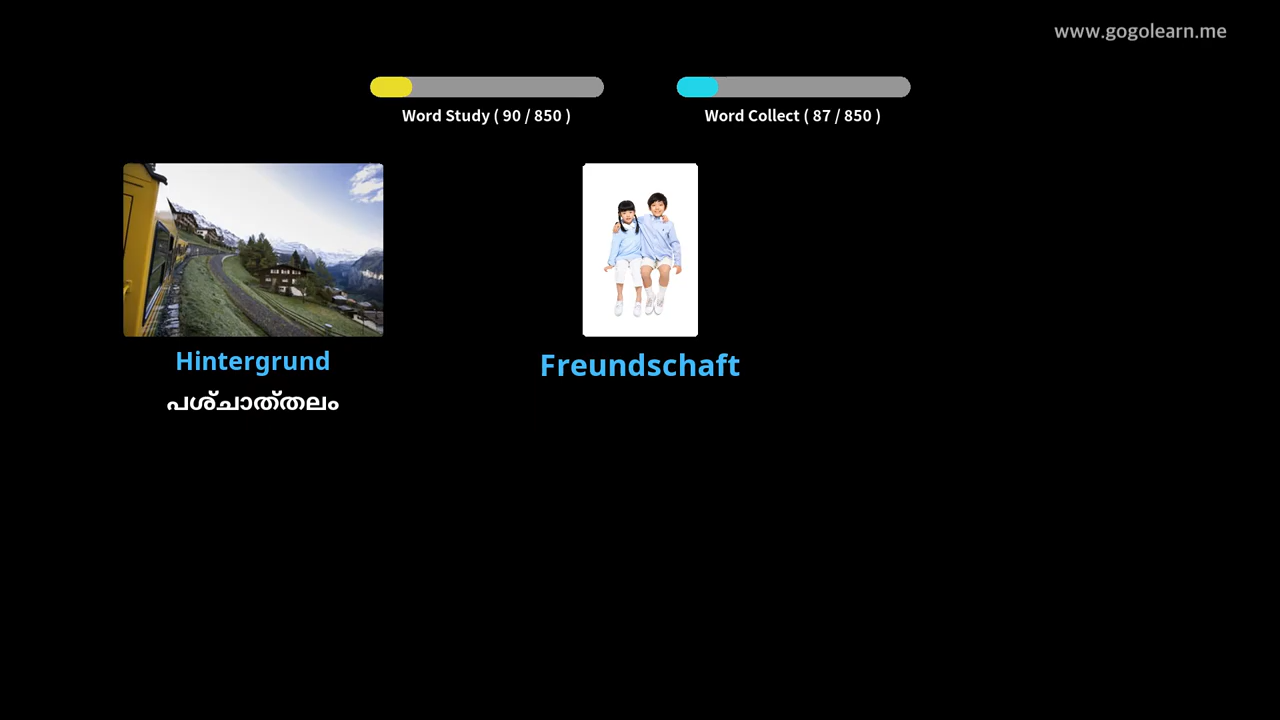 www.gogolearn.me
Word Study ( 90 / 850 )
Word Collect ( 87 / 850 )
Hintergrund
പശ്ചാത്തലം
Freundschaft